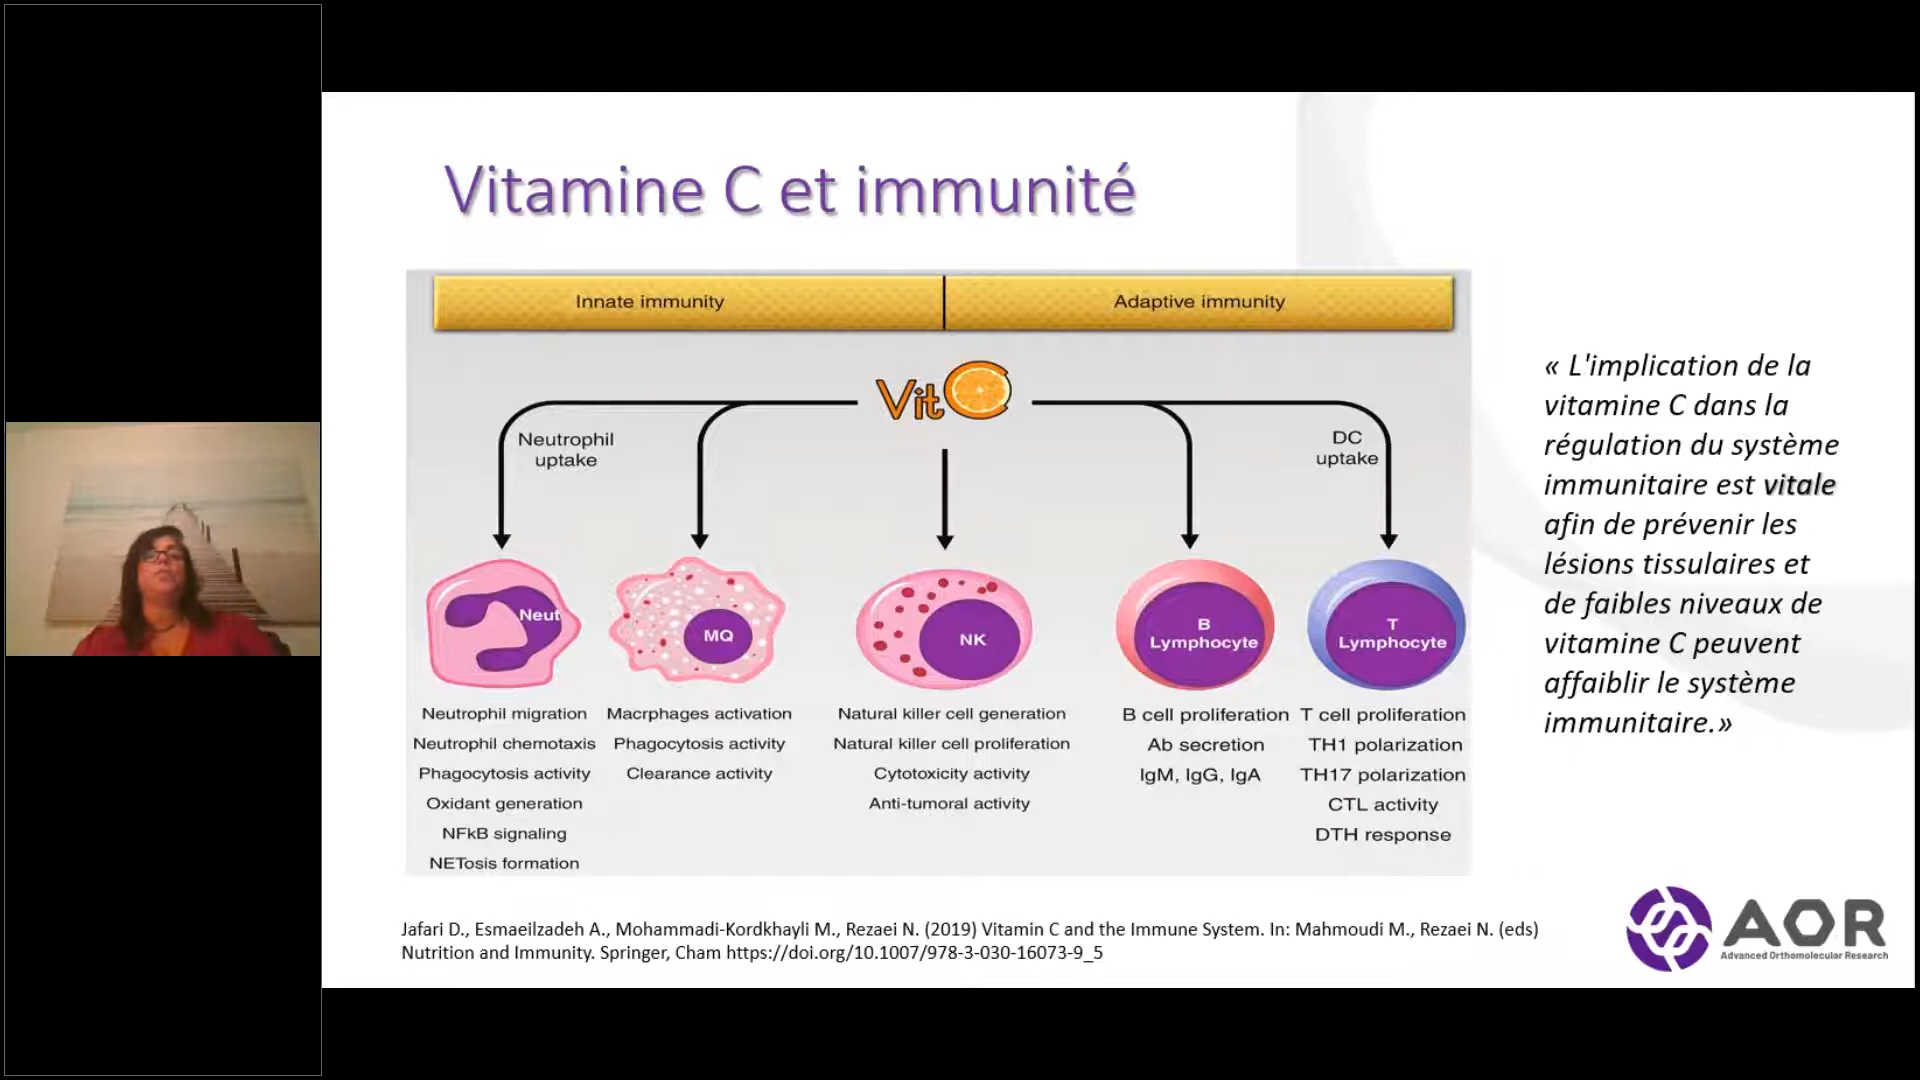 Vitamine C et immunité
Innate immunity
Adaptive immunity
Vit C
Neutrophil
uptake
DC
uptake
Neut
MQ
NK
B
Lymphocyte
T
Lymphocyte
Neutrophil migration
Neutrophil chemotaxis
Phagocytosis activity
Oxidant generation
NFkB signaling
NETosis formation
Macrphages activation
Phagocytosis activity
Clearance activity
Natural killer cell generation
Natural killer cell proliferation
Cytotoxicity activity
Anti-tumoral activity
B cell proliferation
Ab secretion
IgM, IgG, IgA
T cell proliferation
TH1 polarization
TH17 polarization
CTL activity
DTH response
« L'implication de la
vitamine C dans la
régulation du système
immunitaire est vitale
afin de prévenir les
lésions tissulaires et
de faibles niveaux de
vitamine C peuvent
affaiblir le système
immunitaire.»
Jafari D., Esmaeilzadeh A., Mohammadi-Kordkhayli M., Rezaei N. (2019) Vitamin C and the Immune System. In: Mahmoudi M., Rezaei N. (eds)
Nutrition and Immunity. Springer, Cham https://doi.org/10.1007/978-3-030-16073-9_5
AOR
Advanced Orthomolecular Research